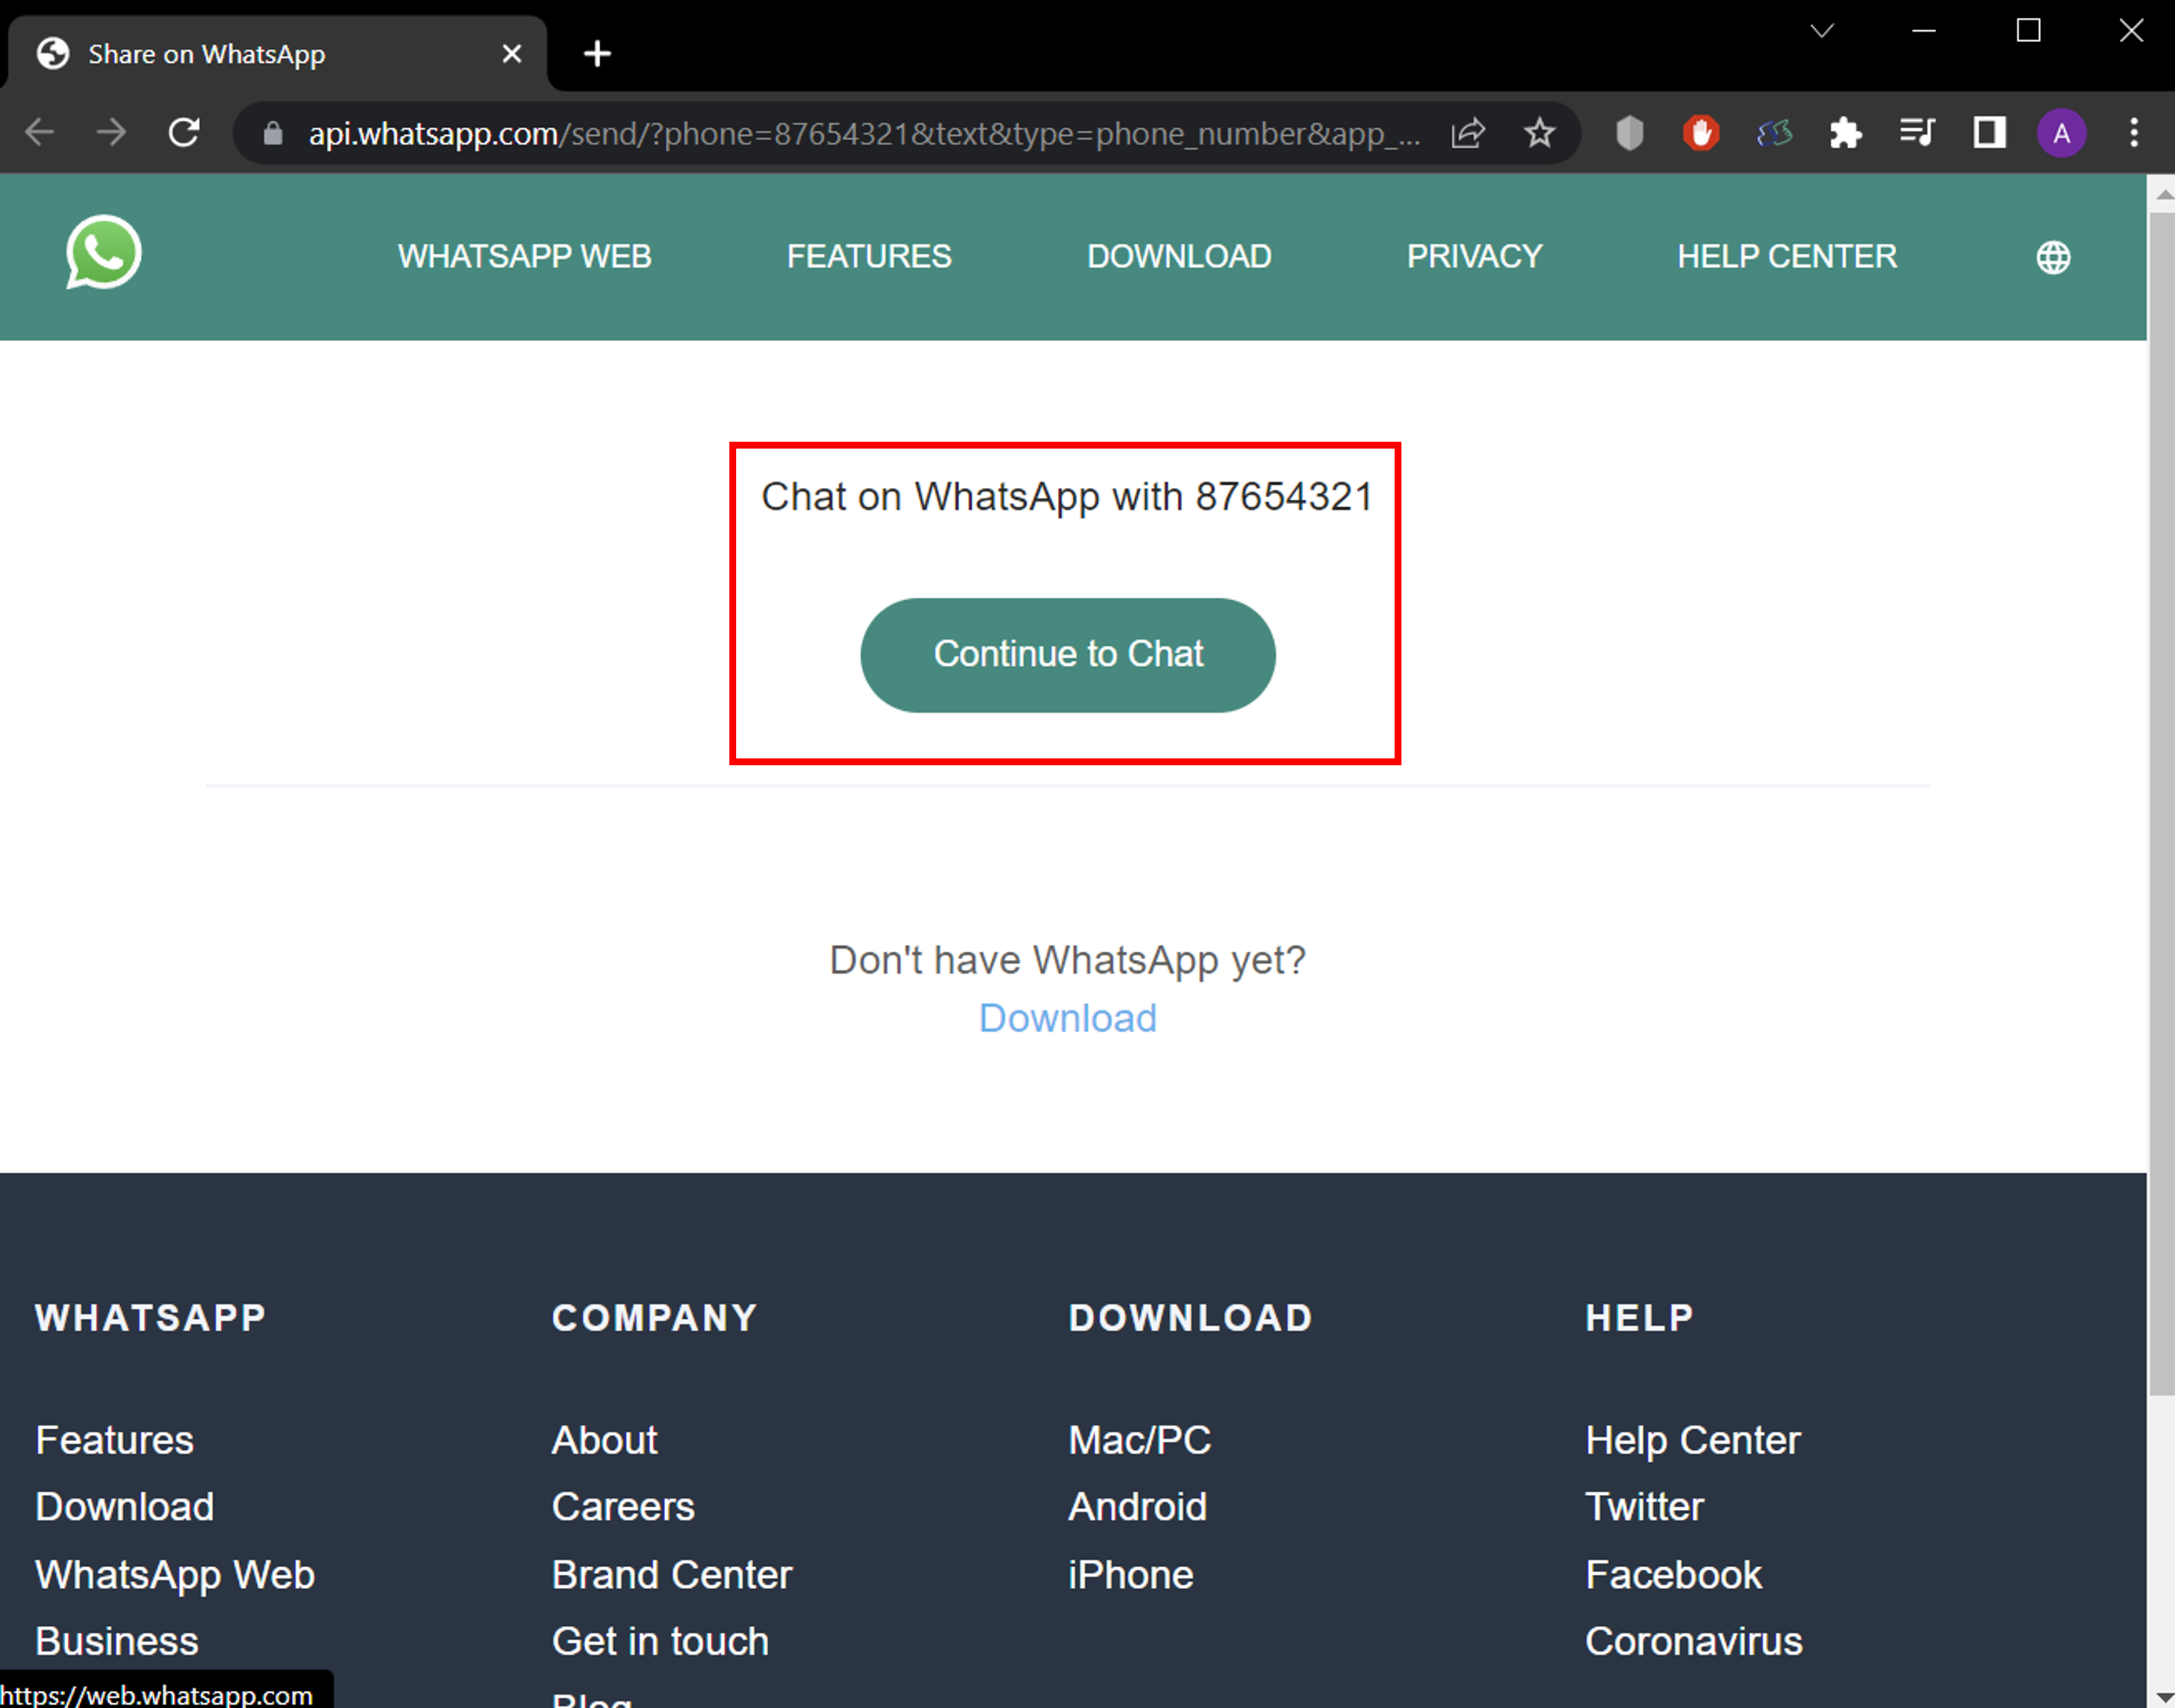 Share on WhatsApp
api.whatsapp.com/send/?phone=87654321&text&type=phone_number&app_...
A
WHATSAPP WEB FEATURES DOWNLOAD PRIVACY HELP CENTER
Chat on WhatsApp with 87654321
Continue to Chat
Don't have WhatsApp yet?
Download
WHATSAPP
Features
Download
WhatsApp Web
Business
COMPANY
About
Careers
Brand Center
Get in touch
Blog
DOWNLOAD
Mac/PC
Android
iPhone
HELP
Help Center
Twitter
Facebook
Coronavirus
https://web.whatsapp.com